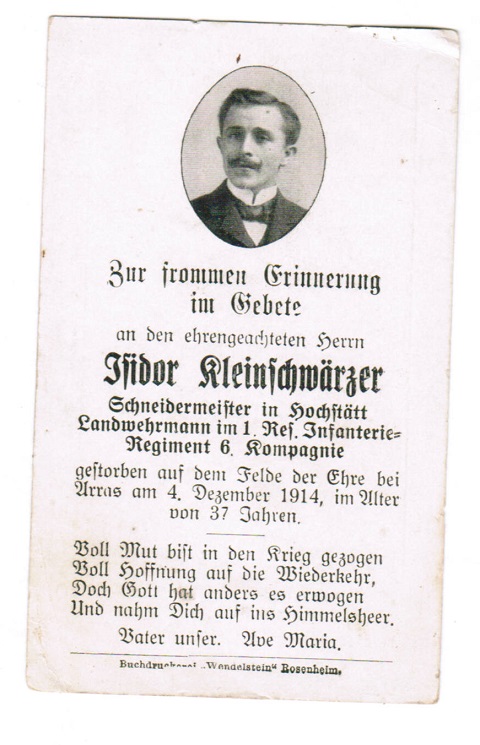 Zur frommen Erinnerung
im Gebete
an den ehrengeachteten Herrn
Isidor Kleinschwärzer
Schneidermeister in Hochstätt
Landwehrmann im 1. Res. Infanterie=
Regiment 6. Kompagnie
gestorben auf dem Felde der Ehre bei
Arras am 4. Dezember 1914, im Alter
von 37 Jahren.
Voll Mut bist in den Krieg gezogen
Voll Hoffnung auf die Wiederkehr,
Doch Gott hat anders es erwogen
Und nahm Dich auf ins Himmelsheer.
Vater unser. Ave Maria.
Buchdruckerei „Wendelstein“ Rosenheim.